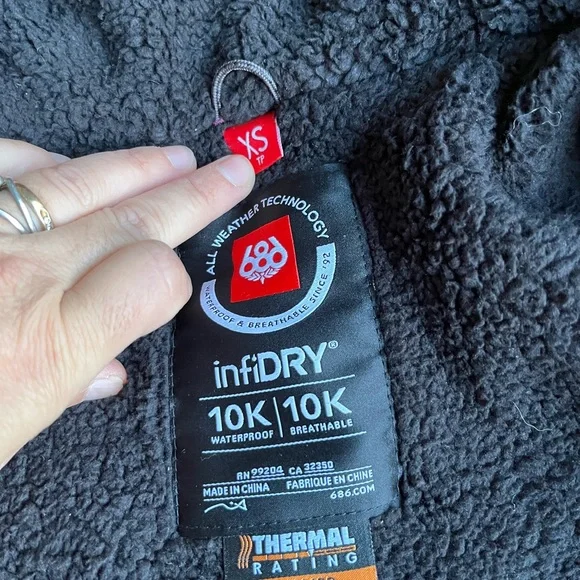 XS
TP
ALL WEATHER TECHNOLOGY
686
WATERPROOF & BREATHABLE SINCE '92
infiDRY®
10K | 10K
WATERPROOF BREATHABLE
RN 99204 CA 32350
MADE IN CHINA FABRIQUE EN CHINE
686.COM
THERMAL
RATING